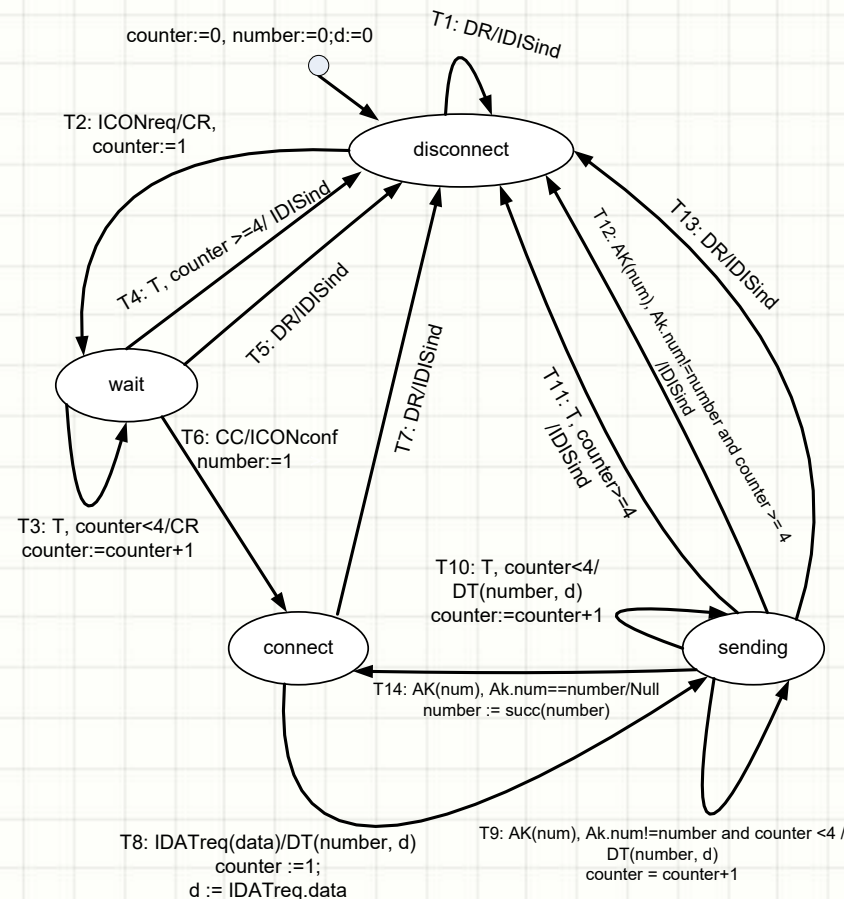 counter:=0, number:=0;d:=0
T1: DR/IDISind
T2: ICONreq/CR,
counter:=1
disconnect
T4: T, counter >=4/ IDISind
T5: DR/IDISind
T13: DR/IDISind
T12: AK(num), Ak.num!=number and counter >= 4
/IDISind
T7: DR/IDISind
T11: T, counter>=4
/IDISind
wait
T6: CC/ICONconf
number:=1
T3: T, counter<4/CR
counter:=counter+1
T10: T, counter<4/
DT(number, d)
counter:=counter+1
connect
sending
T14: AK(num), Ak.num==number/Null
number := succ(number)
T8: IDATreq(data)/DT(number, d)
counter :=1;
d := IDATreq.data
T9: AK(num), Ak.num!=number and counter <4 /
DT(number, d)
counter = counter+1